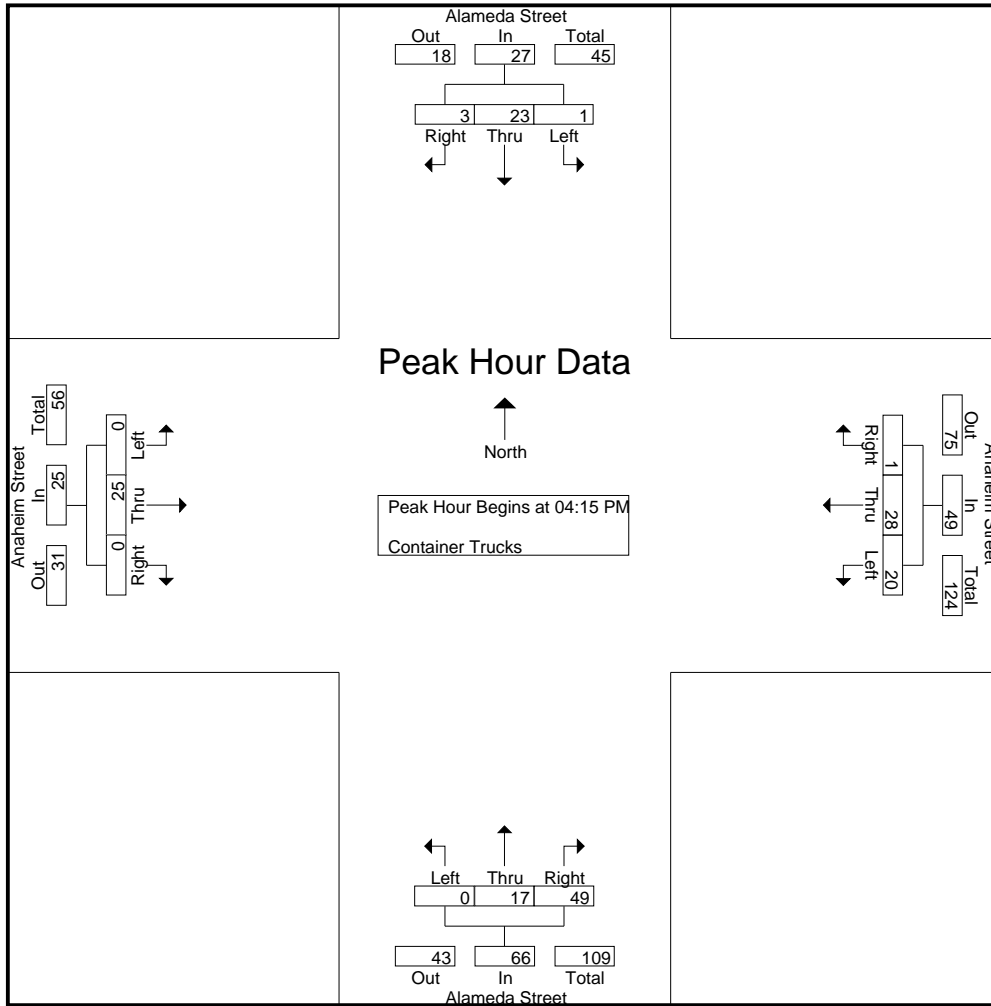 Alameda Street
Out In Total
18 27 45
3 23 1
Right Thru Left
Peak Hour Data
North
Peak Hour Begins at 04:15 PM
Container Trucks
Anaheim Street
Total In Out
56 25 31
0 25 0
Left Thru Right
Right Thru Left
1 28 20
75 49 124
Out In Total
Anaheim Street
Left Thru Right
0 17 49
43 66 109
Out In Total
Alameda Street